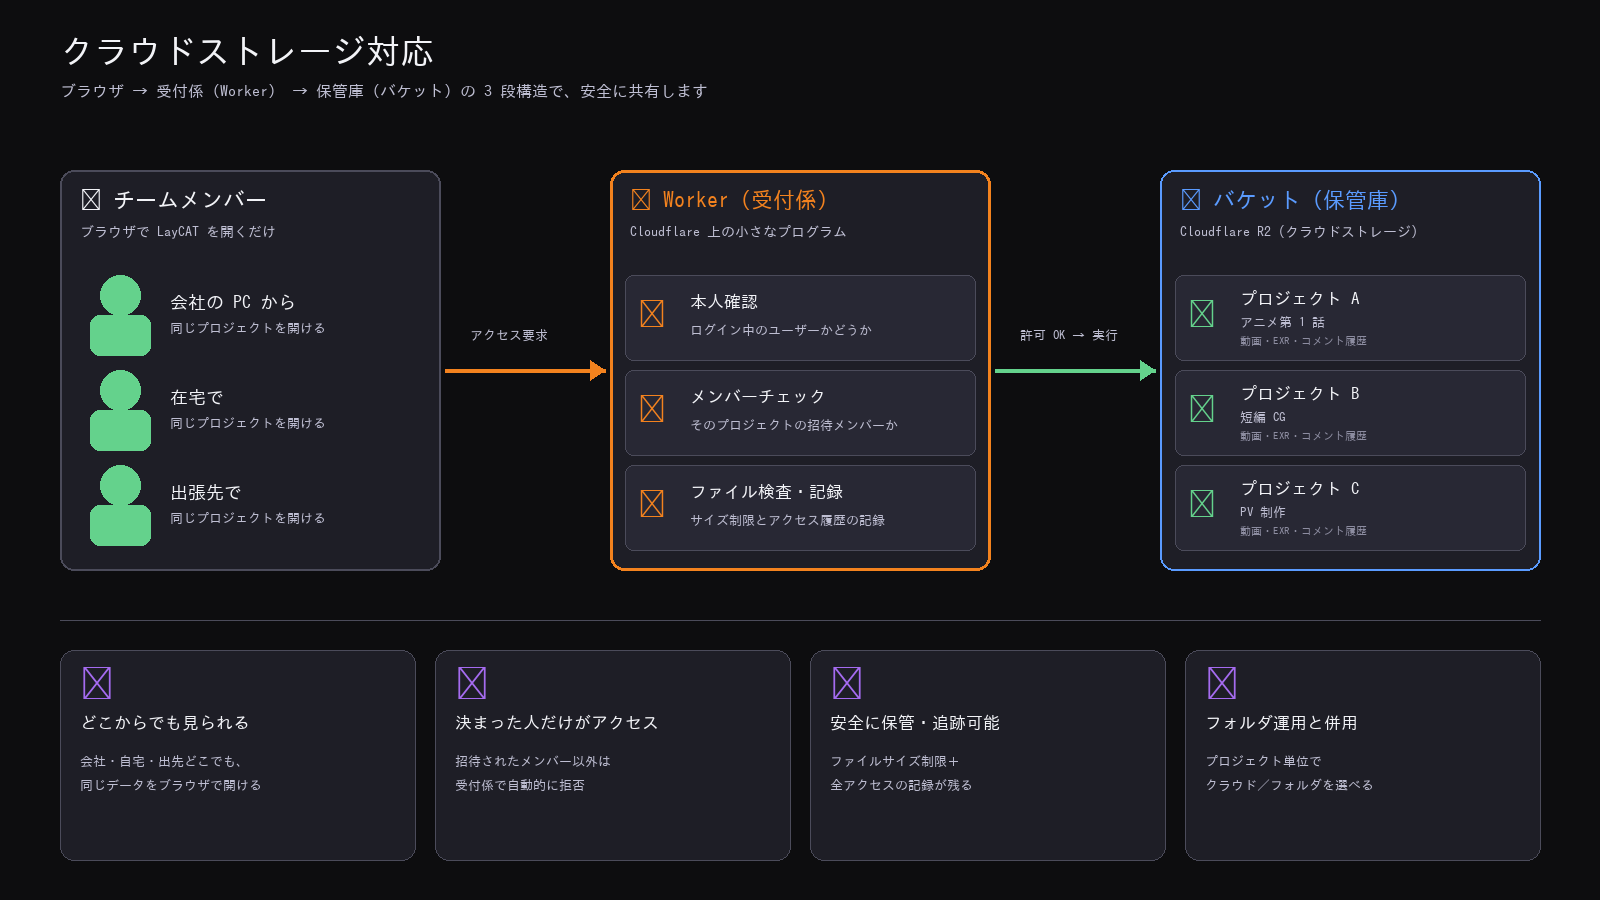 クラウドストレージ対応
ブラウザ → 受付係（Worker） → 保管庫（バケット）の 3 段構造で、安全に共有します
チームメンバー
ブラウザで LayCAT を開くだけ
会社の PC から
同じプロジェクトを開ける
在宅で
同じプロジェクトを開ける
出張先で
同じプロジェクトを開ける
アクセス要求
Worker（受付係）
Cloudflare 上の小さなプログラム
本人確認
ログイン中のユーザーかどうか
メンバーチェック
そのプロジェクトの招待メンバーか
ファイル検査・記録
サイズ制限とアクセス履歴の記録
許可 OK → 実行
バケット（保管庫）
Cloudflare R2（クラウドストレージ）
プロジェクト A
アニメ第 1 話
動画・EXR・コメント履歴
プロジェクト B
短編 CG
動画・EXR・コメント履歴
プロジェクト C
PV 制作
動画・EXR・コメント履歴
どこからでも見られる
会社・自宅・出先どこでも、
同じデータをブラウザで開ける
決まった人だけがアクセス
招待されたメンバー以外は
受付係で自動的に拒否
安全に保管・追跡可能
ファイルサイズ制限＋
全アクセスの記録が残る
フォルダ運用と併用
プロジェクト単位で
クラウド／フォルダを選べる